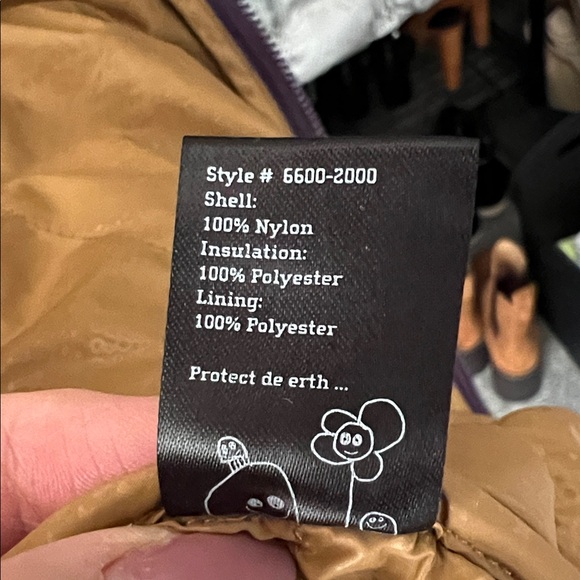 Style # 6600-2000
Shell:
100% Nylon
Insulation:
100% Polyester
Lining:
100% Polyester
Protect de erth ...